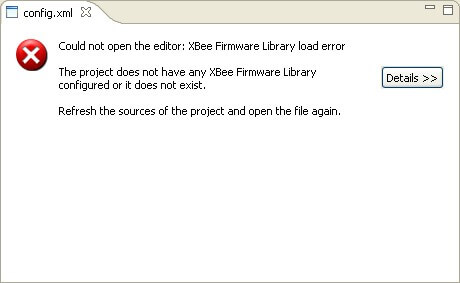 config.xml
Could not open the editor: XBee Firmware Library load error
The project does not have any XBee Firmware Library
configured or it does not exist.
Details >>
Refresh the sources of the project and open the file again.